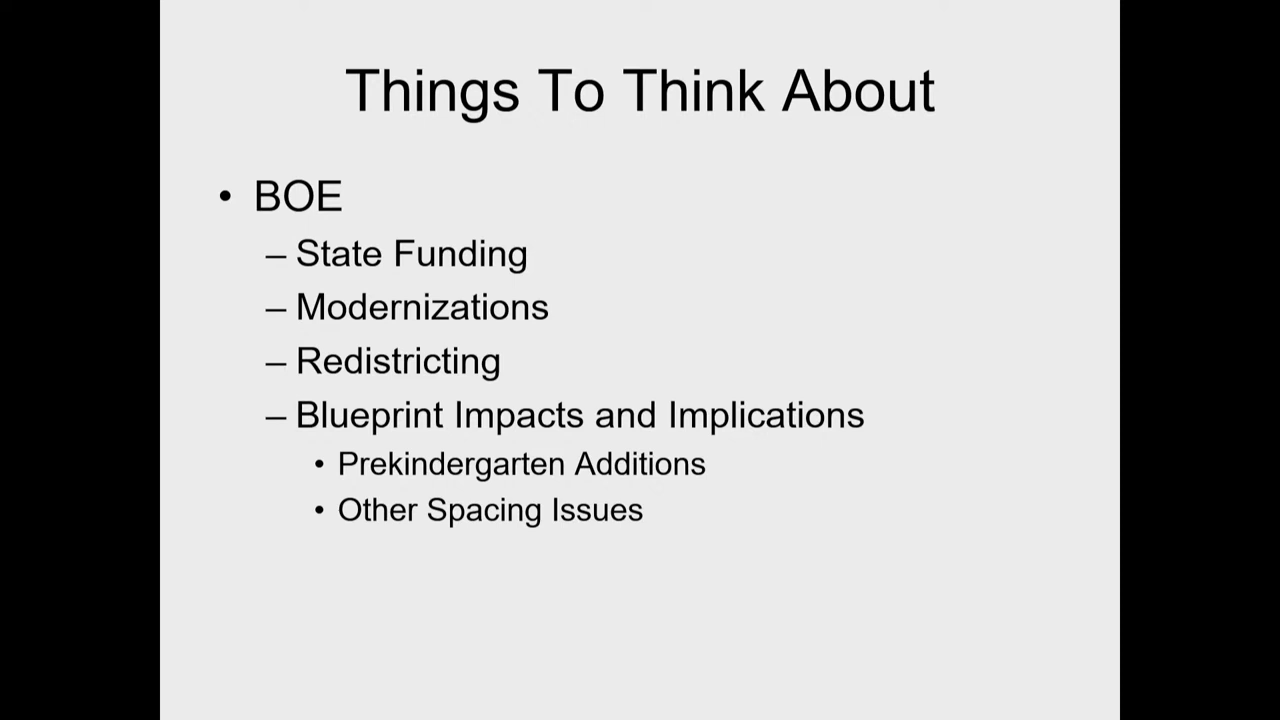 Things To Think About
• BOE
– State Funding
– Modernizations
– Redistricting
– Blueprint Impacts and Implications
• Prekindergarten Additions
• Other Spacing Issues